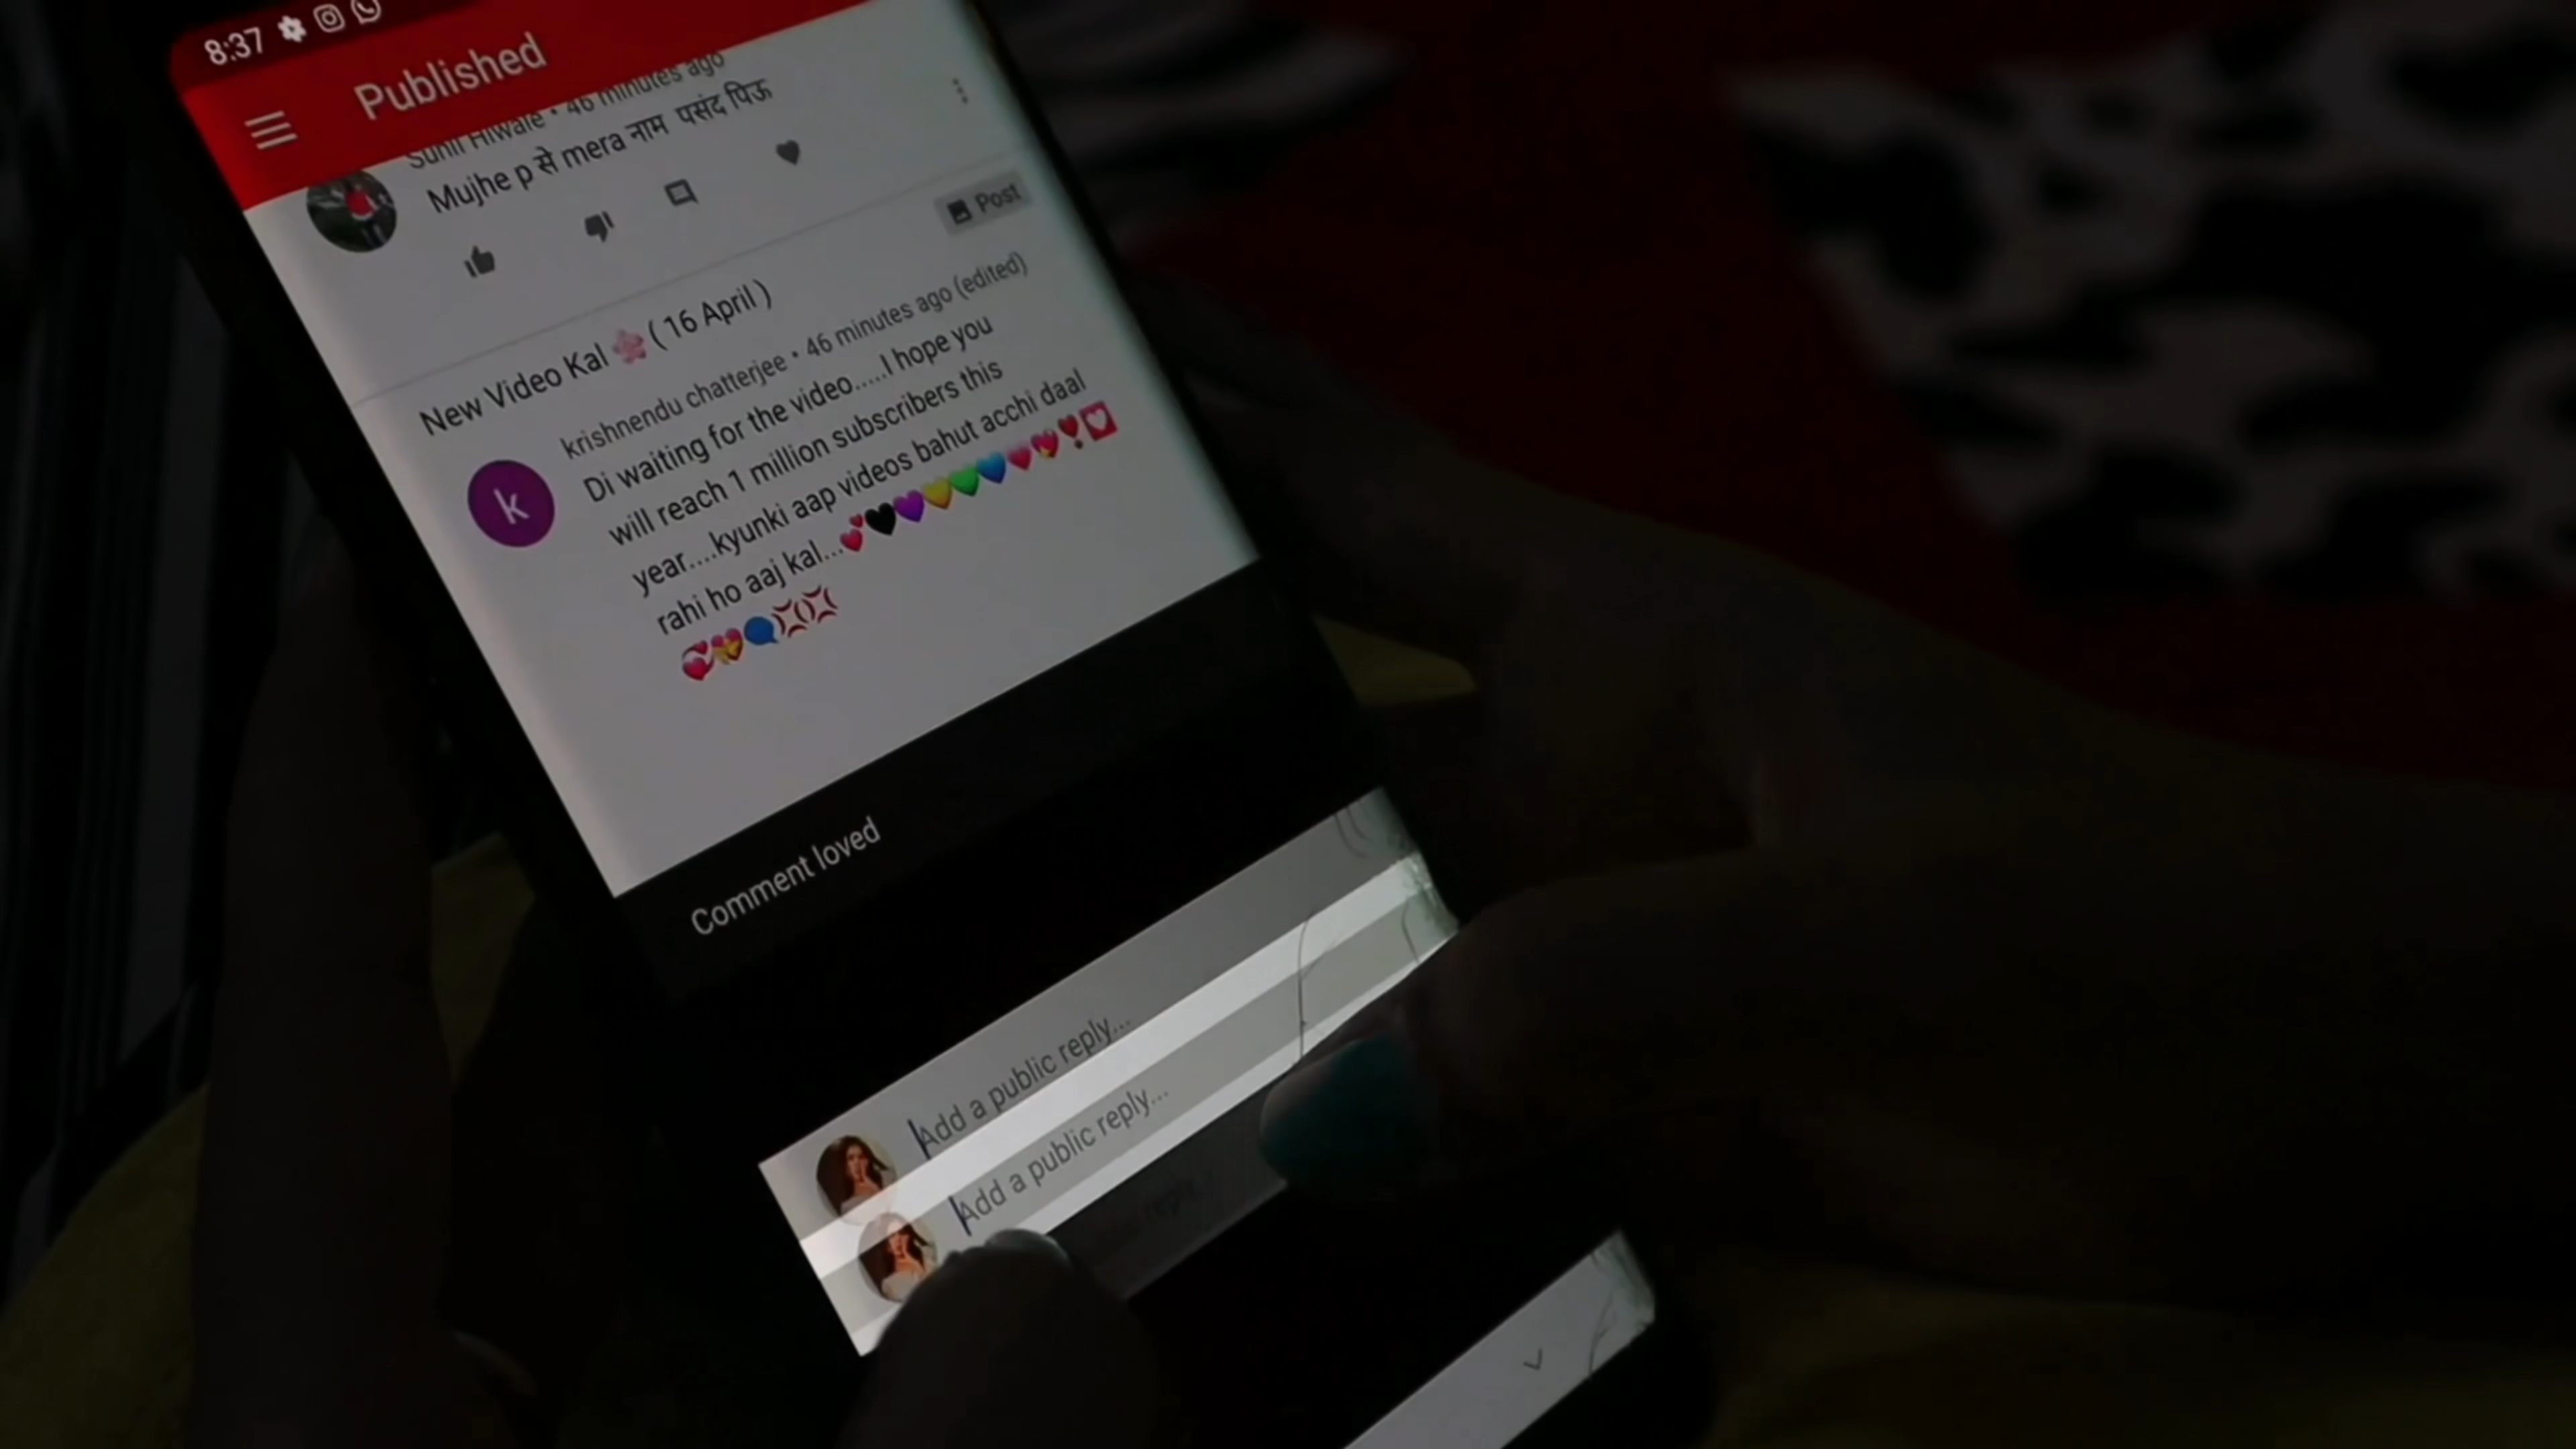 8:37
Published
Sunil Hiwale • 46 minutes ago
Mujhe p से mera नाम पसंद पिऊ
Post
New Video Kal 🌸 ( 16 April )
krishnendu chatterjee • 46 minutes ago (edited)
k
Di waiting for the video.....I hope you
will reach 1 million subscribers this
year....kyunki aap videos bahut acchi daal
rahi ho aaj kal...💕🖤💜💛💚💙💓💖❣️💟
💞💝🗨️💢💢
Comment loved
Add a public reply...
Add a public reply...